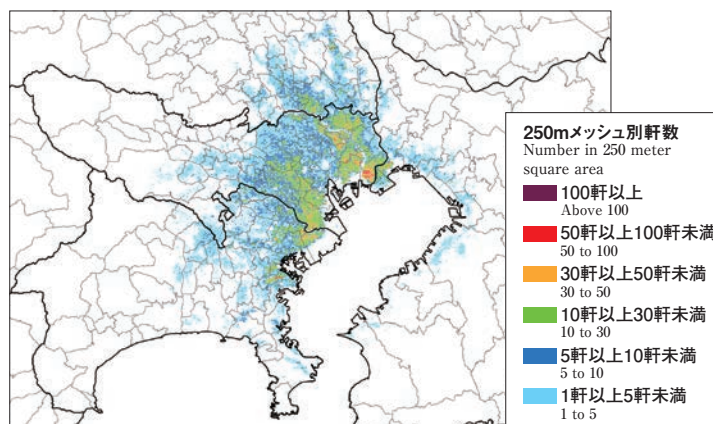 250mメッシュ別軒数
Number in 250 meter
square area
100軒以上
Above 100
50軒以上100軒未満
50 to 100
30軒以上50軒未満
30 to 50
10軒以上30軒未満
10 to 30
5軒以上10軒未満
5 to 10
1軒以上5軒未満
1 to 5